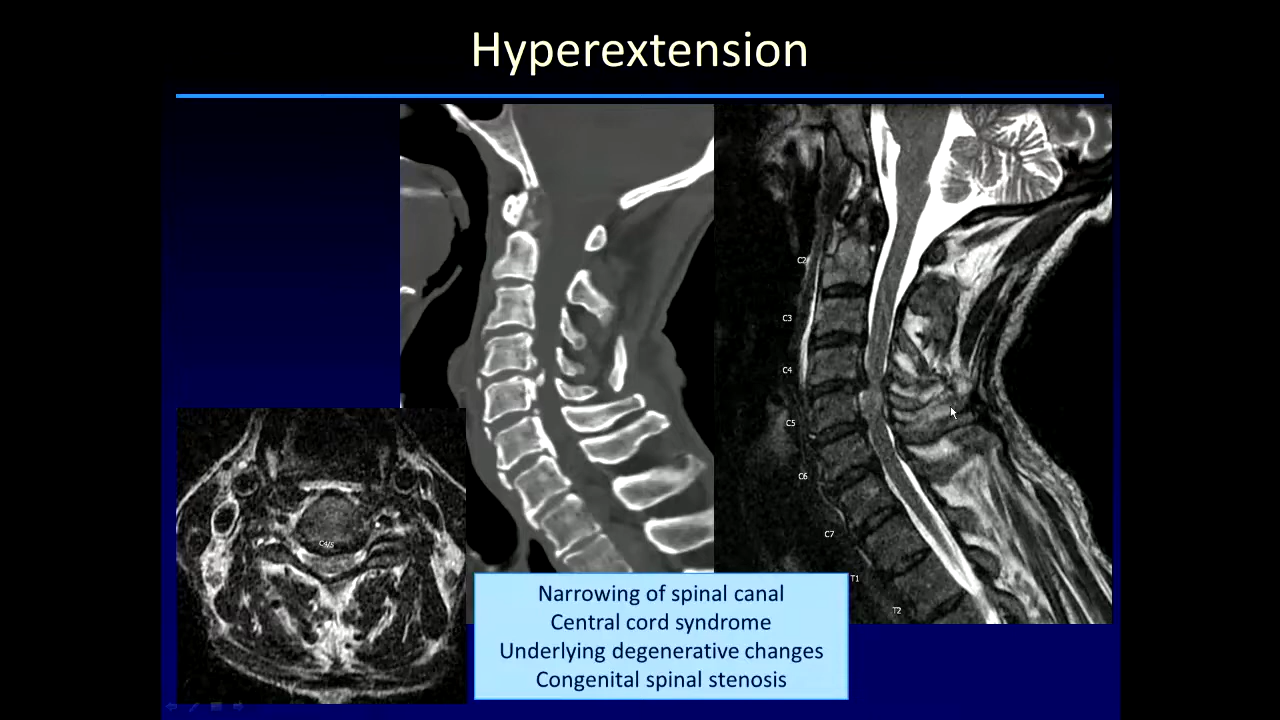 Hyperextension
C2
C3
C4
C5
C6
C7
T1
T2
C4/5
Narrowing of spinal canal
Central cord syndrome
Underlying degenerative changes
Congenital spinal stenosis